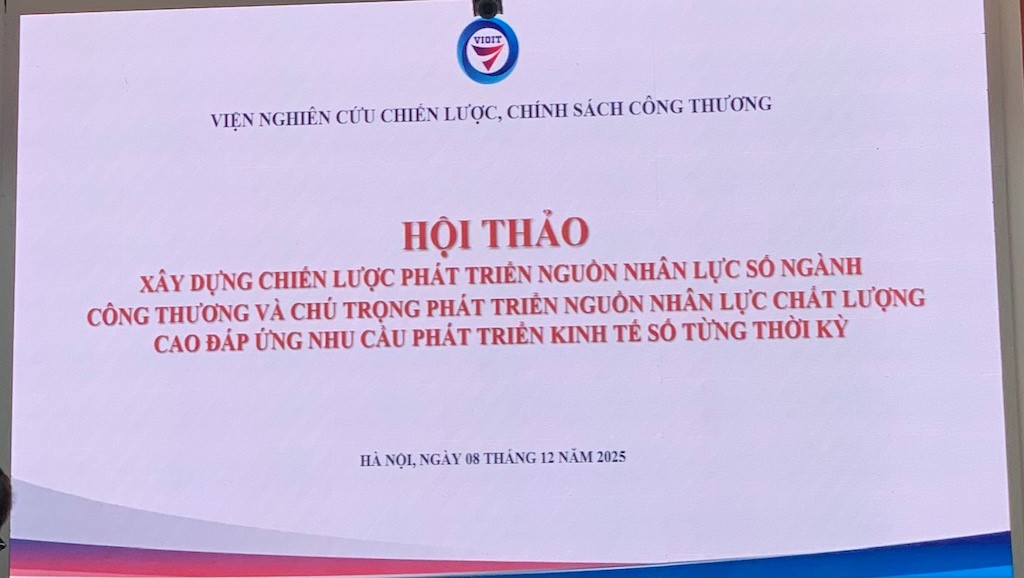 VIOIT
VIỆN NGHIÊN CỨU CHIẾN LƯỢC, CHÍNH SÁCH CÔNG THƯƠNG
HỘI THẢO
XÂY DỰNG CHIẾN LƯỢC PHÁT TRIỂN NGUỒN NHÂN LỰC SỐ NGÀNH
CÔNG THƯƠNG VÀ CHÚ TRỌNG PHÁT TRIỂN NGUỒN NHÂN LỰC CHẤT LƯỢNG
CAO ĐÁP ỨNG NHU CẦU PHÁT TRIỂN KINH TẾ SỐ TỪNG THỜI KỲ
HÀ NỘI, NGÀY 08 THÁNG 12 NĂM 2025